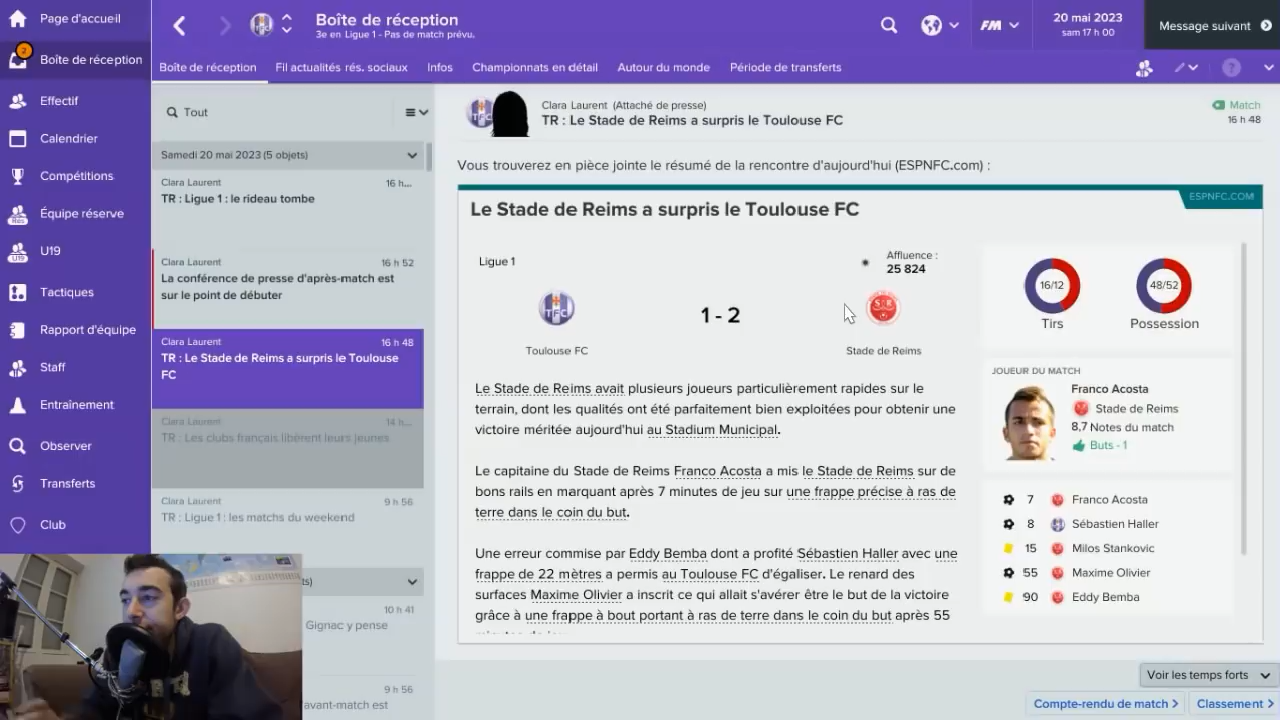 Page d'accueil
2
Boîte de réception
Effectif
Calendrier
Compétitions
Équipe réserve
U19
Tactiques
Rapport d'équipe
Staff
Entraînement
Observer
Transferts
Club
Boîte de réception
3e en Ligue 1 - Pas de match prévu.
FM
20 mai 2023
sam 17 h 00
Message suivant
Boîte de réception
Fil actualités rés. sociaux
Infos
Championnats en détail
Autour du monde
Période de transferts
?
Tout
Samedi 20 mai 2023 (5 objets)
Clara Laurent 16 h...
TR : Ligue 1 : le rideau tombe
Clara Laurent 16 h 52
La conférence de presse d'après-match est
sur le point de débuter
Clara Laurent 16 h 48
TR : Le Stade de Reims a surpris le Toulouse
FC
Clara Laurent 14 h...
TR : Les clubs français libèrent leurs jeunes
Clara Laurent 9 h 56
TR : Ligue 1 : les matchs du weekend
ts)
10 h 41
Gignac y pense
9 h 56
'avant-match est
Clara Laurent (Attaché de presse)
TR : Le Stade de Reims a surpris le Toulouse FC
Match
16 h 48
Vous trouverez en pièce jointe le résumé de la rencontre d'aujourd'hui (ESPNFC.com) :
ESPNFC.COM
Le Stade de Reims a surpris le Toulouse FC
Ligue 1
Affluence :
25 824
TFC
1 - 2
Toulouse FC
Stade de Reims
Le Stade de Reims avait plusieurs joueurs particulièrement rapides sur le
terrain, dont les qualités ont été parfaitement bien exploitées pour obtenir une
victoire méritée aujourd'hui au Stadium Municipal.
Le capitaine du Stade de Reims Franco Acosta a mis le Stade de Reims sur de
bons rails en marquant après 7 minutes de jeu sur une frappe précise à ras de
terre dans le coin du but.
Une erreur commise par Eddy Bemba dont a profité Sébastien Haller avec une
frappe de 22 mètres a permis au Toulouse FC d'égaliser. Le renard des
surfaces Maxime Olivier a inscrit ce qui allait s'avérer être le but de la victoire
grâce à une frappe à bout portant à ras de terre dans le coin du but après 55
minutes de jeu.
16/12
Tirs
48/52
Possession
JOUEUR DU MATCH
Franco Acosta
Stade de Reims
8,7 Notes du match
Buts - 1
7 Franco Acosta
8 Sébastien Haller
15 Milos Stankovic
55 Maxime Olivier
90 Eddy Bemba
Voir les temps forts
Compte-rendu de match
Classement